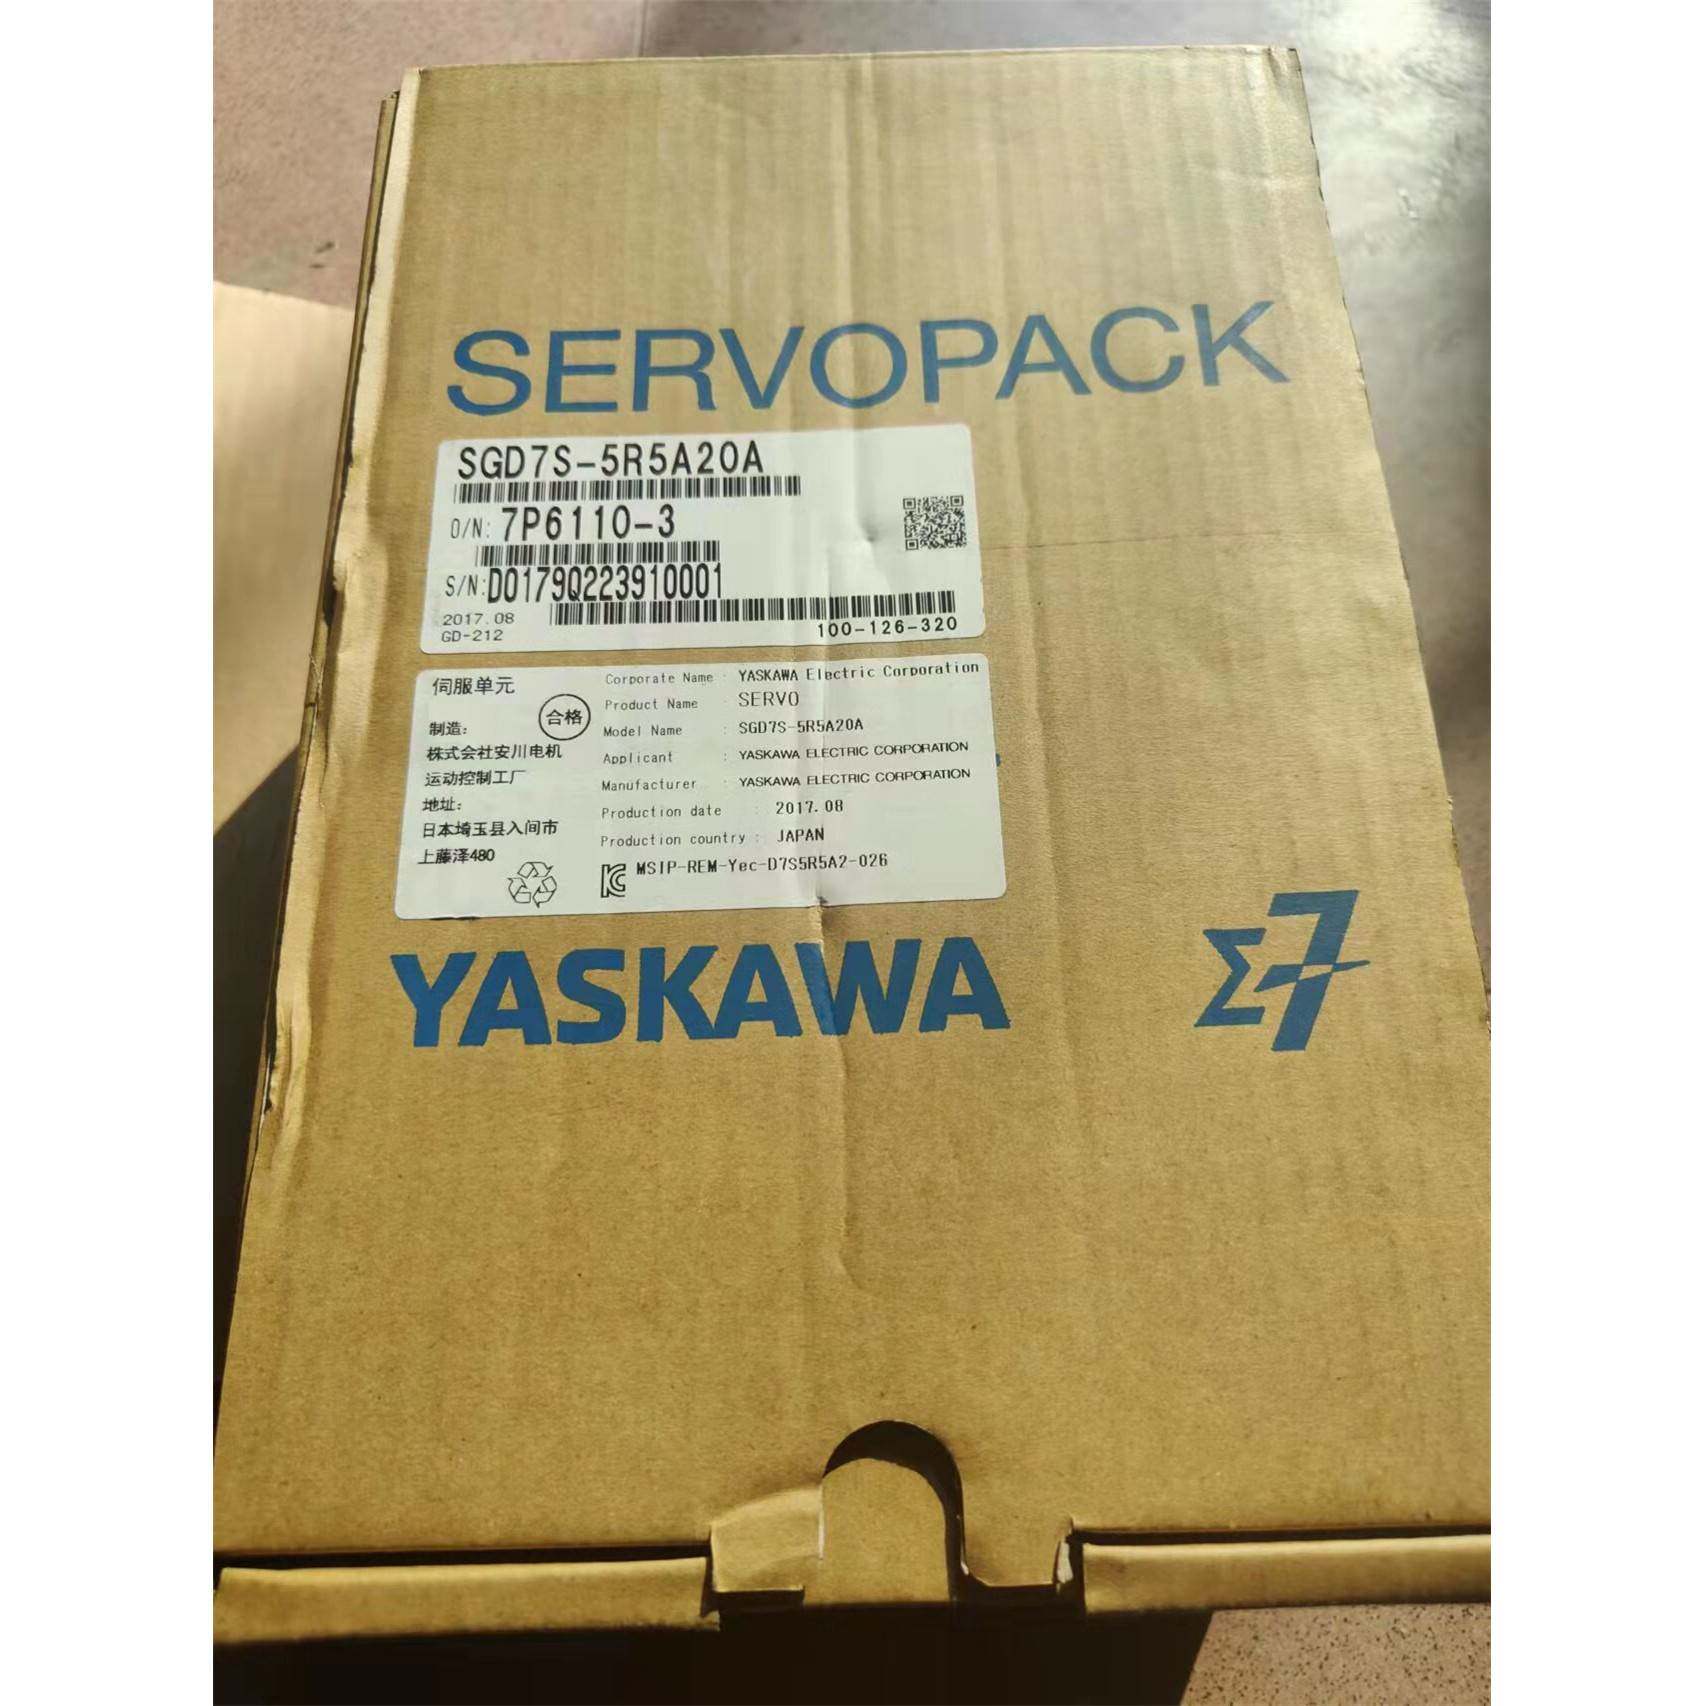 SERVOPACK
SGD7S-5R5A20A
O/N: 7P6110-3
S/N: D0179Q223910001
2017.08
GD-212
100-126-320
伺服单元
合格
制造:
株式会社安川电机
运动控制工厂
地址:
日本埼玉县入间市
上藤泽480
Corporate Name : YASKAWA Electric Corporation
Product Name : SERVO
Model Name : SGD7S-5R5A20A
Applicant : YASKAWA ELECTRIC CORPORATION
Manufacturer : YASKAWA ELECTRIC CORPORATION
Production date : 2017.08
Production country : JAPAN
MSIP-REM-Yec-D7S5R5A2-026
YASKAWA
Σ7